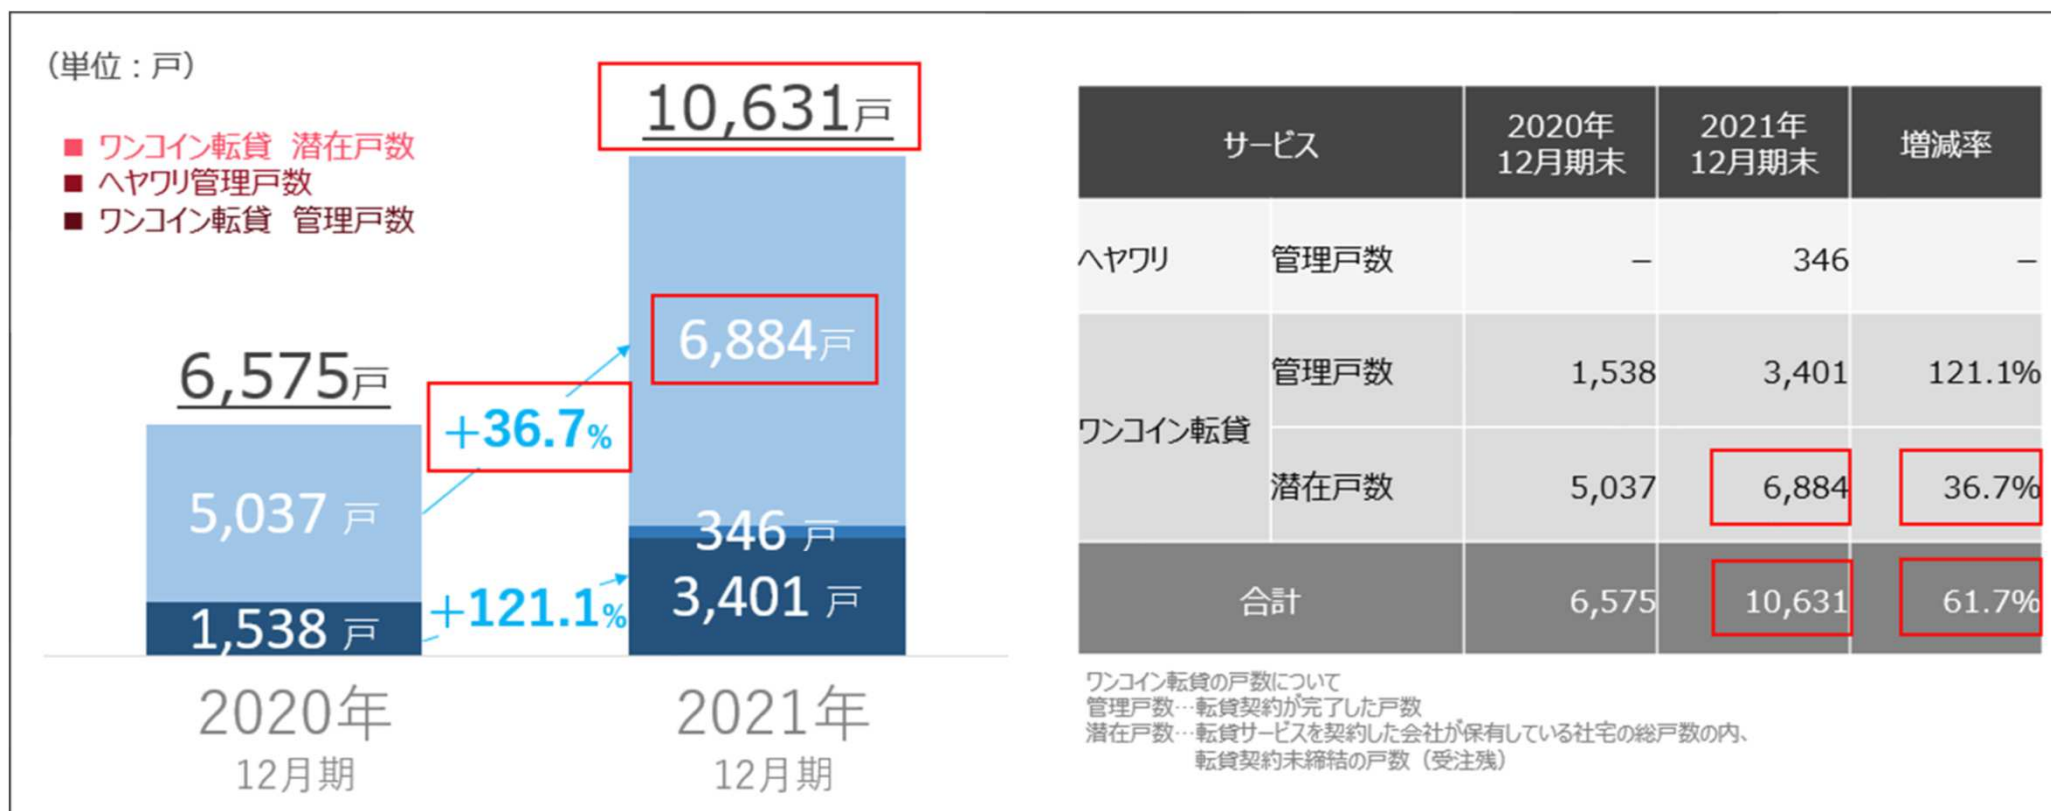 （単位：戸）
■ ワンコイン転貸　潜在戸数
■ ヘヤワリ管理戸数
■ ワンコイン転貸　管理戸数
6,575戸
5,037 戸
1,538 戸
+36.7%
+121.1%
10,631戸
6,884戸
346 戸
3,401 戸
2020年
12月期
2021年
12月期
サービス 2020年12月期末 2021年12月期末 増減率
ヘヤワリ 管理戸数 － 346 －
ワンコイン転貸 管理戸数 1,538 3,401 121.1%
潜在戸数 5,037 6,884 36.7%
合計 6,575 10,631 61.7%
ワンコイン転貸の戸数について
管理戸数…転貸契約が完了した戸数
潜在戸数…転貸サービスを契約した会社が保有している社宅の総戸数の内、
転貸契約未締結の戸数（受注残）